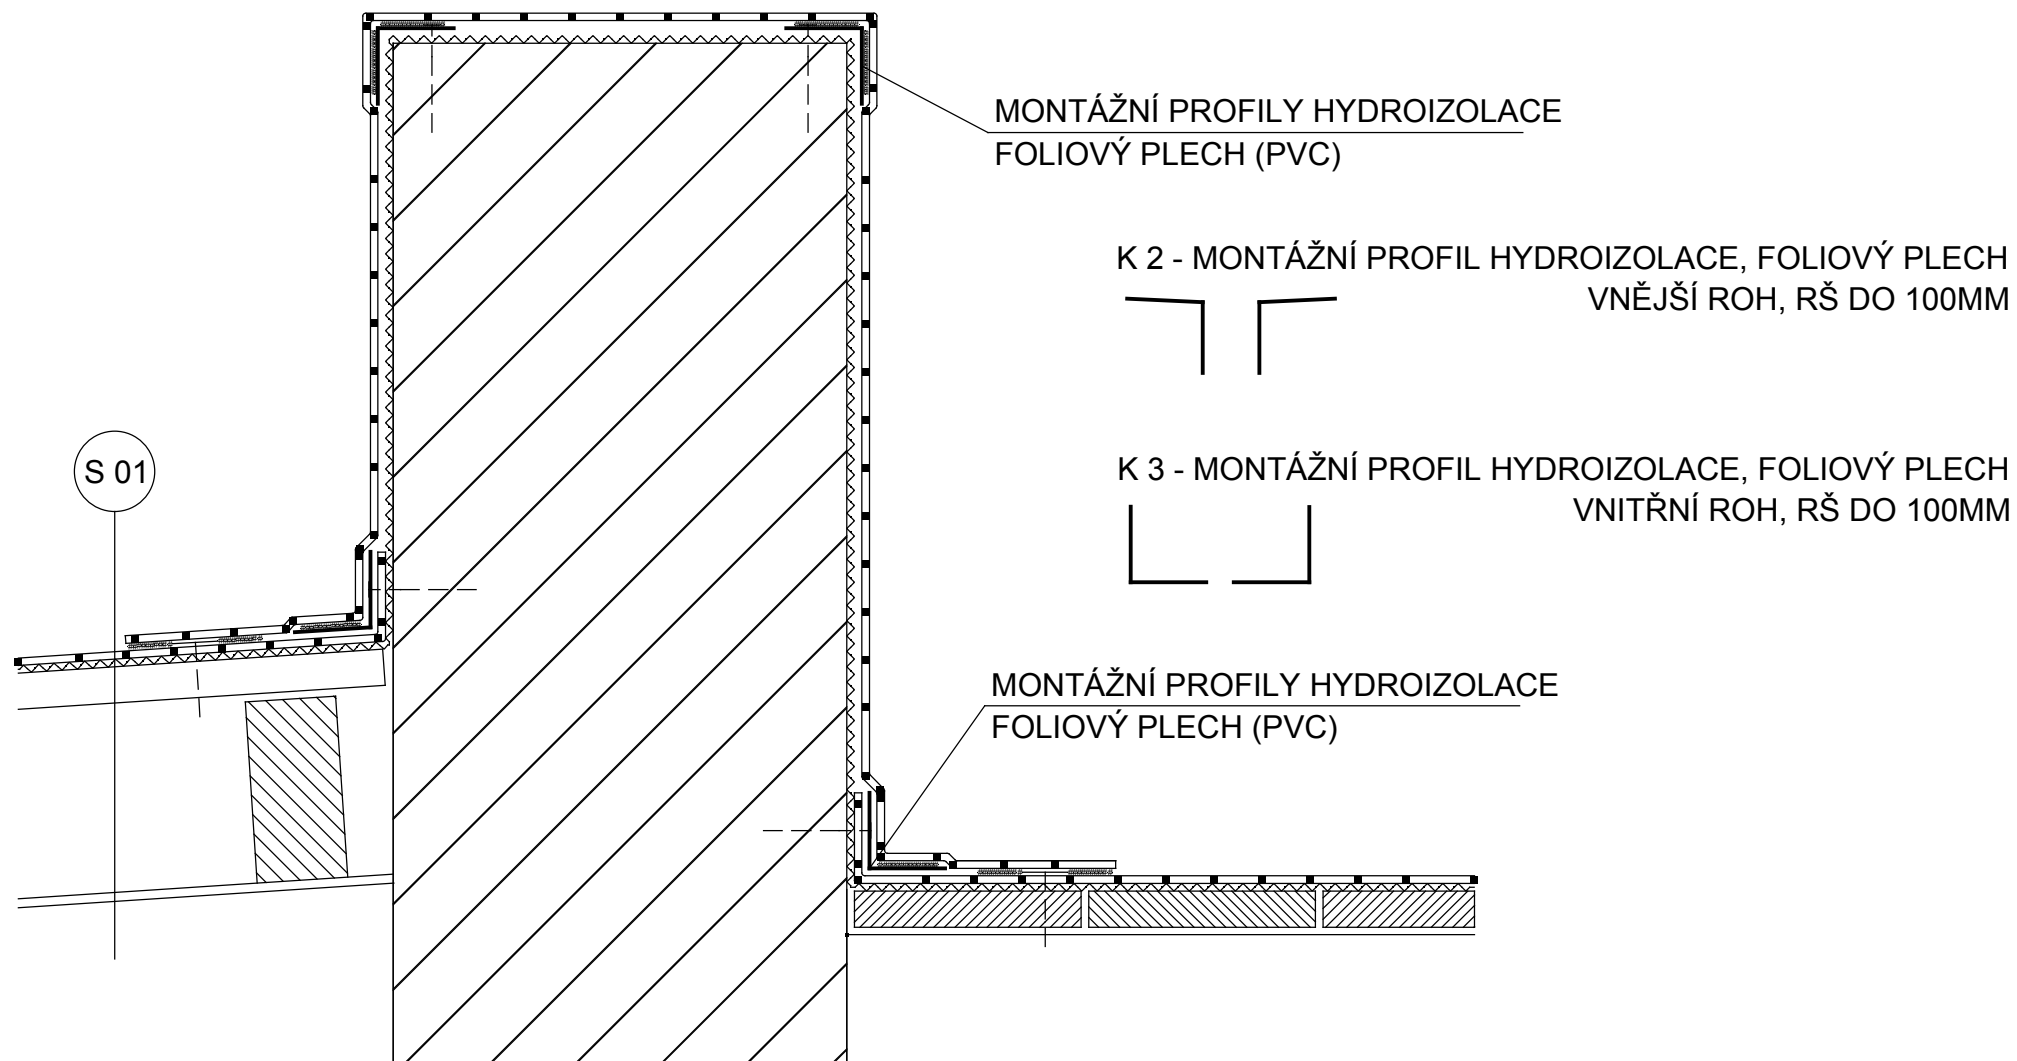 MONTÁŽNÍ PROFILY HYDROIZOLACE
FOLIOVÝ PLECH (PVC)
K 2 - MONTÁŽNÍ PROFIL HYDROIZOLACE, FOLIOVÝ PLECH
VNĚJŠÍ ROH, RŠ DO 100MM
S 01
K 3 - MONTÁŽNÍ PROFIL HYDROIZOLACE, FOLIOVÝ PLECH
VNITŘNÍ ROH, RŠ DO 100MM
MONTÁŽNÍ PROFILY HYDROIZOLACE
FOLIOVÝ PLECH (PVC)